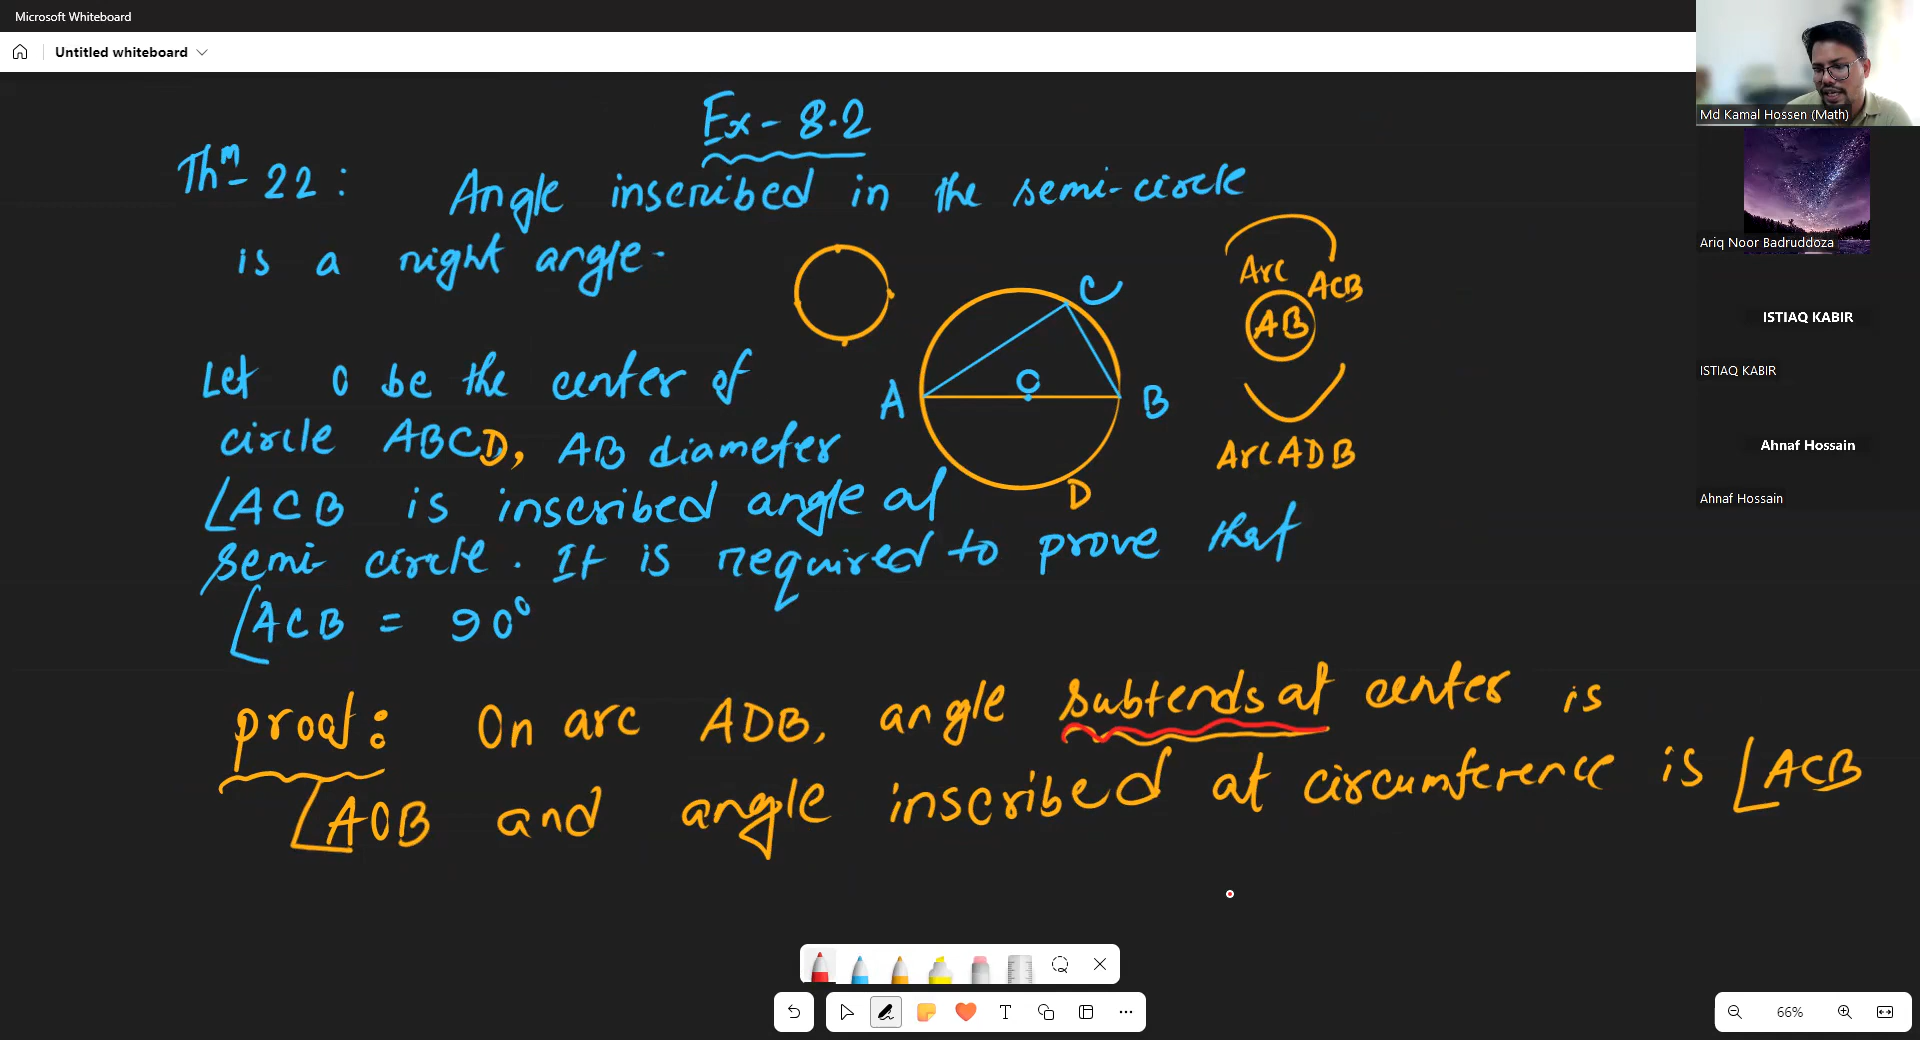 Microsoft Whiteboard
Untitled whiteboard
Ex - 8.2
Thm - 22 : Angle inscribed in the semi-circle
is a right angle.
Let O be the center of
circle ABCD, AB diameter
∠ACB is inscribed angle at
semi-circle. It is required to prove that
∠ACB = 90°
A
B
C
D
O
Arc ACB
AB
Arc ADB
proof: On arc ADB, angle subtends at center is
∠AOB and angle inscribed at circumference is ∠ACB
Md Kamal Hossen (Math)
Ariq Noor Badruddoza
ISTIAQ KABIR
ISTIAQ KABIR
Ahnaf Hossain
Ahnaf Hossain
T
66%